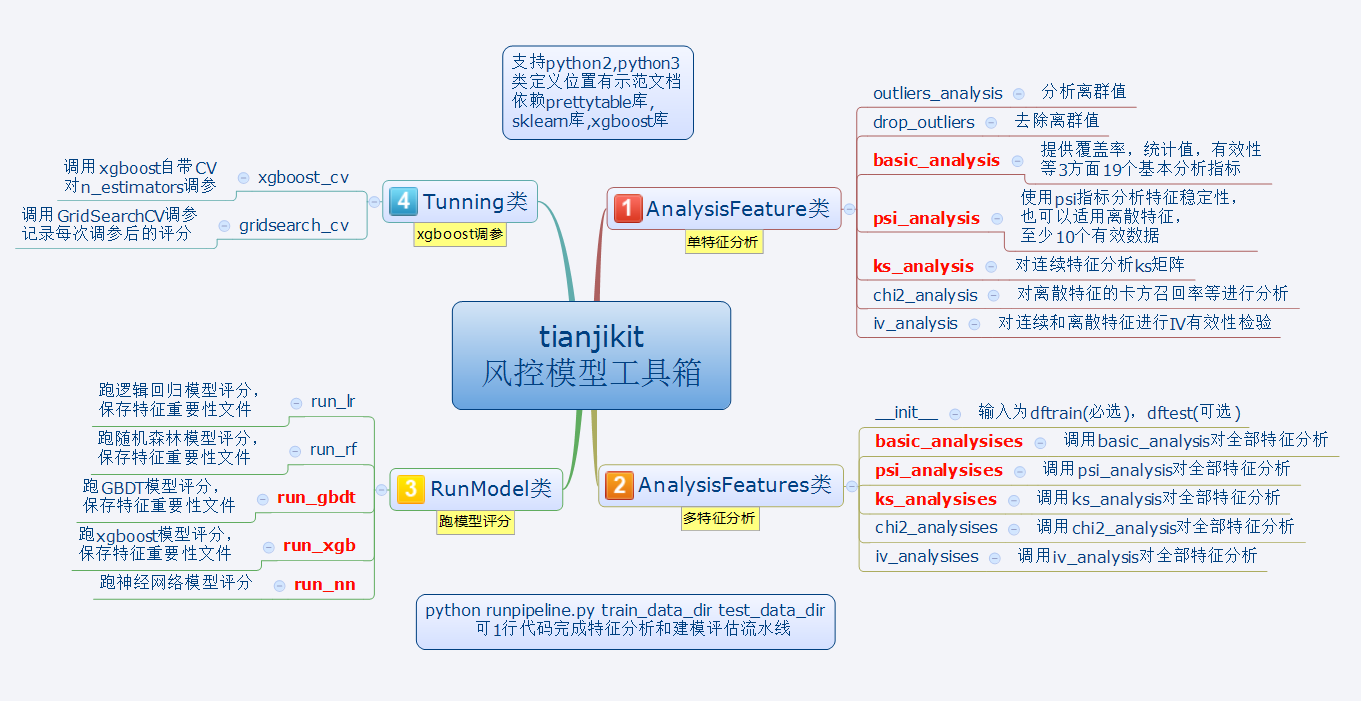 支持python2,python3
类定义位置有示范文档
依赖prettytable库,
sklearn库,xgboost库
tianjikit
风控模型工具箱
1 AnalysisFeature类
单特征分析
outliers_analysis 分析离群值
drop_outliers 去除离群值
basic_analysis 提供覆盖率，统计值，有效性
等3方面19个基本分析指标
psi_analysis 使用psi指标分析特征稳定性，
也可以适用离散特征，
至少10个有效数据
ks_analysis 对连续特征分析ks矩阵
chi2_analysis 对离散特征的卡方召回率等进行分析
iv_analysis 对连续和离散特征进行IV有效性检验
2 AnalysisFeatures类
多特征分析
__init__ 输入为dftrain(必选)，dftest(可选)
basic_analysises 调用basic_analysis对全部特征分析
psi_analysises 调用psi_analysis对全部特征分析
ks_analysises 调用ks_analysis对全部特征分析
chi2_analysises 调用chi2_analysis对全部特征分析
iv_analysises 调用iv_analysis对全部特征分析
3 RunModel类
跑模型评分
run_lr 跑逻辑回归模型评分，
保存特征重要性文件
run_rf 跑随机森林模型评分，
保存特征重要性文件
run_gbdt 跑GBDT模型评分，
保存特征重要性文件
run_xgb 跑xgboost模型评分，
保存特征重要性文件
run_nn 跑神经网络模型评分
4 Tunning类
xgboost调参
xgboost_cv 调用xgboost自带CV
对n_estimators调参
gridsearch_cv 调用GridSearchCV调参
记录每次调参后的评分
python runpipeline.py train_data_dir test_data_dir
可1行代码完成特征分析和建模评估流水线